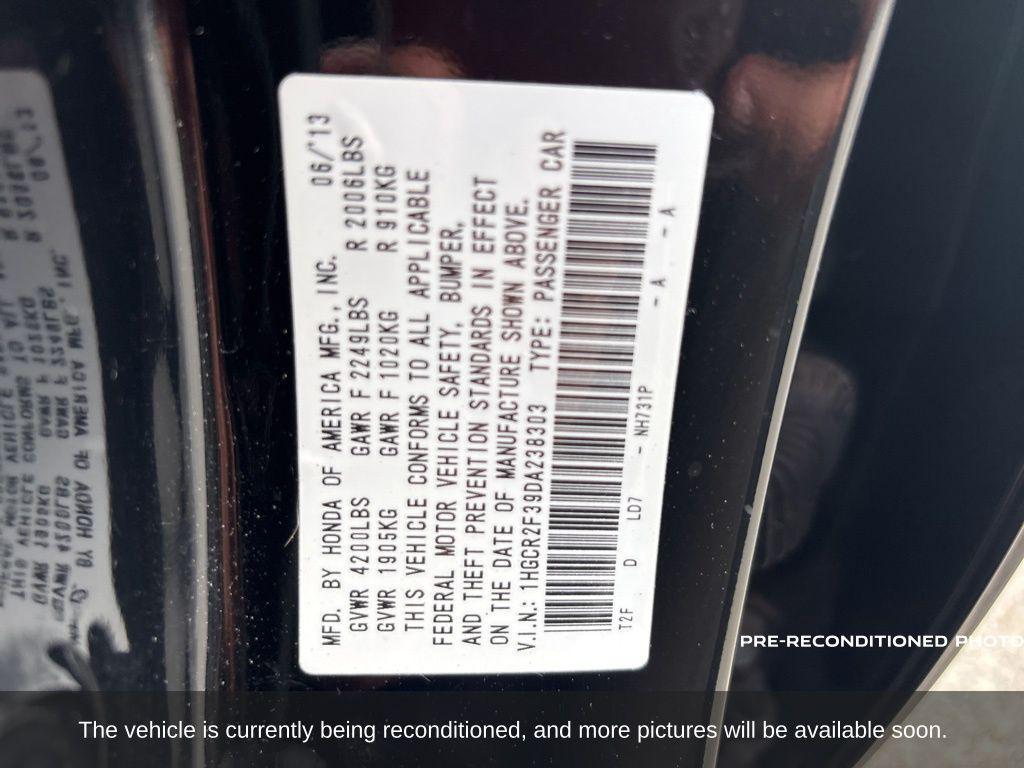 MFD. BY HONDA OF AMERICA MFG., INC. 06/'13
GVWR 4200LBS GAWR F 2249LBS R 2006LBS
GVWR 1905KG GAWR F 1020KG R 910KG
THIS VEHICLE CONFORMS TO ALL APPLICABLE
FEDERAL MOTOR VEHICLE SAFETY, BUMPER,
AND THEFT PREVENTION STANDARDS IN EFFECT
ON THE DATE OF MANUFACTURE SHOWN ABOVE.
V.I.N.: 1HGCR2F39DA238303 TYPE: PASSENGER CAR
T2F D LD7 - NH731P - A - A
PRE-RECONDITIONED PHOTO
The vehicle is currently being reconditioned, and more pictures will be available soon.